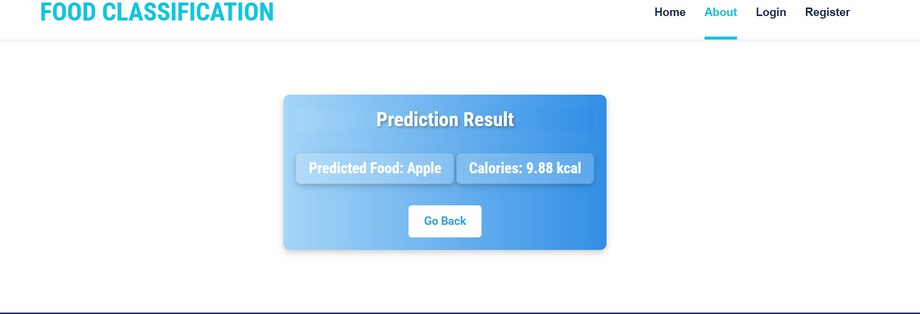 FOOD CLASSIFICATION
Home About Login Register
Prediction Result
Predicted Food: Apple Calories: 9.88 kcal
Go Back